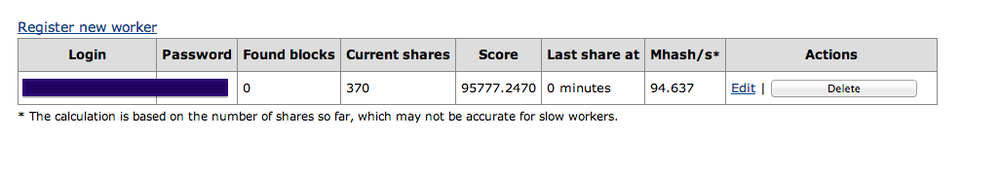 Register new worker
Login Password Found blocks Current shares Score Last share at Mhash/s* Actions
0 370 95777.2470 0 minutes 94.637 Edit | Delete
* The calculation is based on the number of shares so far, which may not be accurate for slow workers.